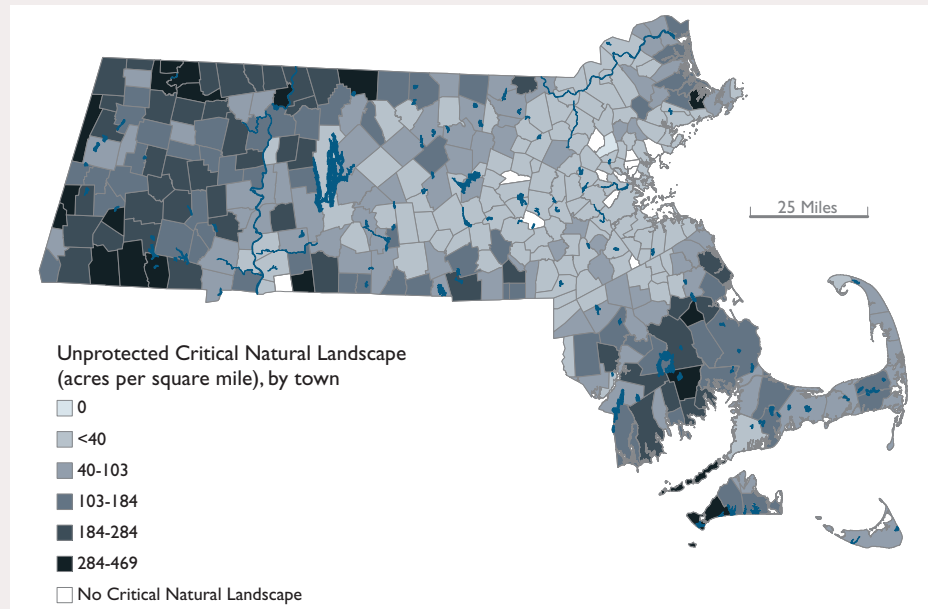 25 Miles
Unprotected Critical Natural Landscape
(acres per square mile), by town
0
<40
40-103
103-184
184-284
284-469
No Critical Natural Landscape